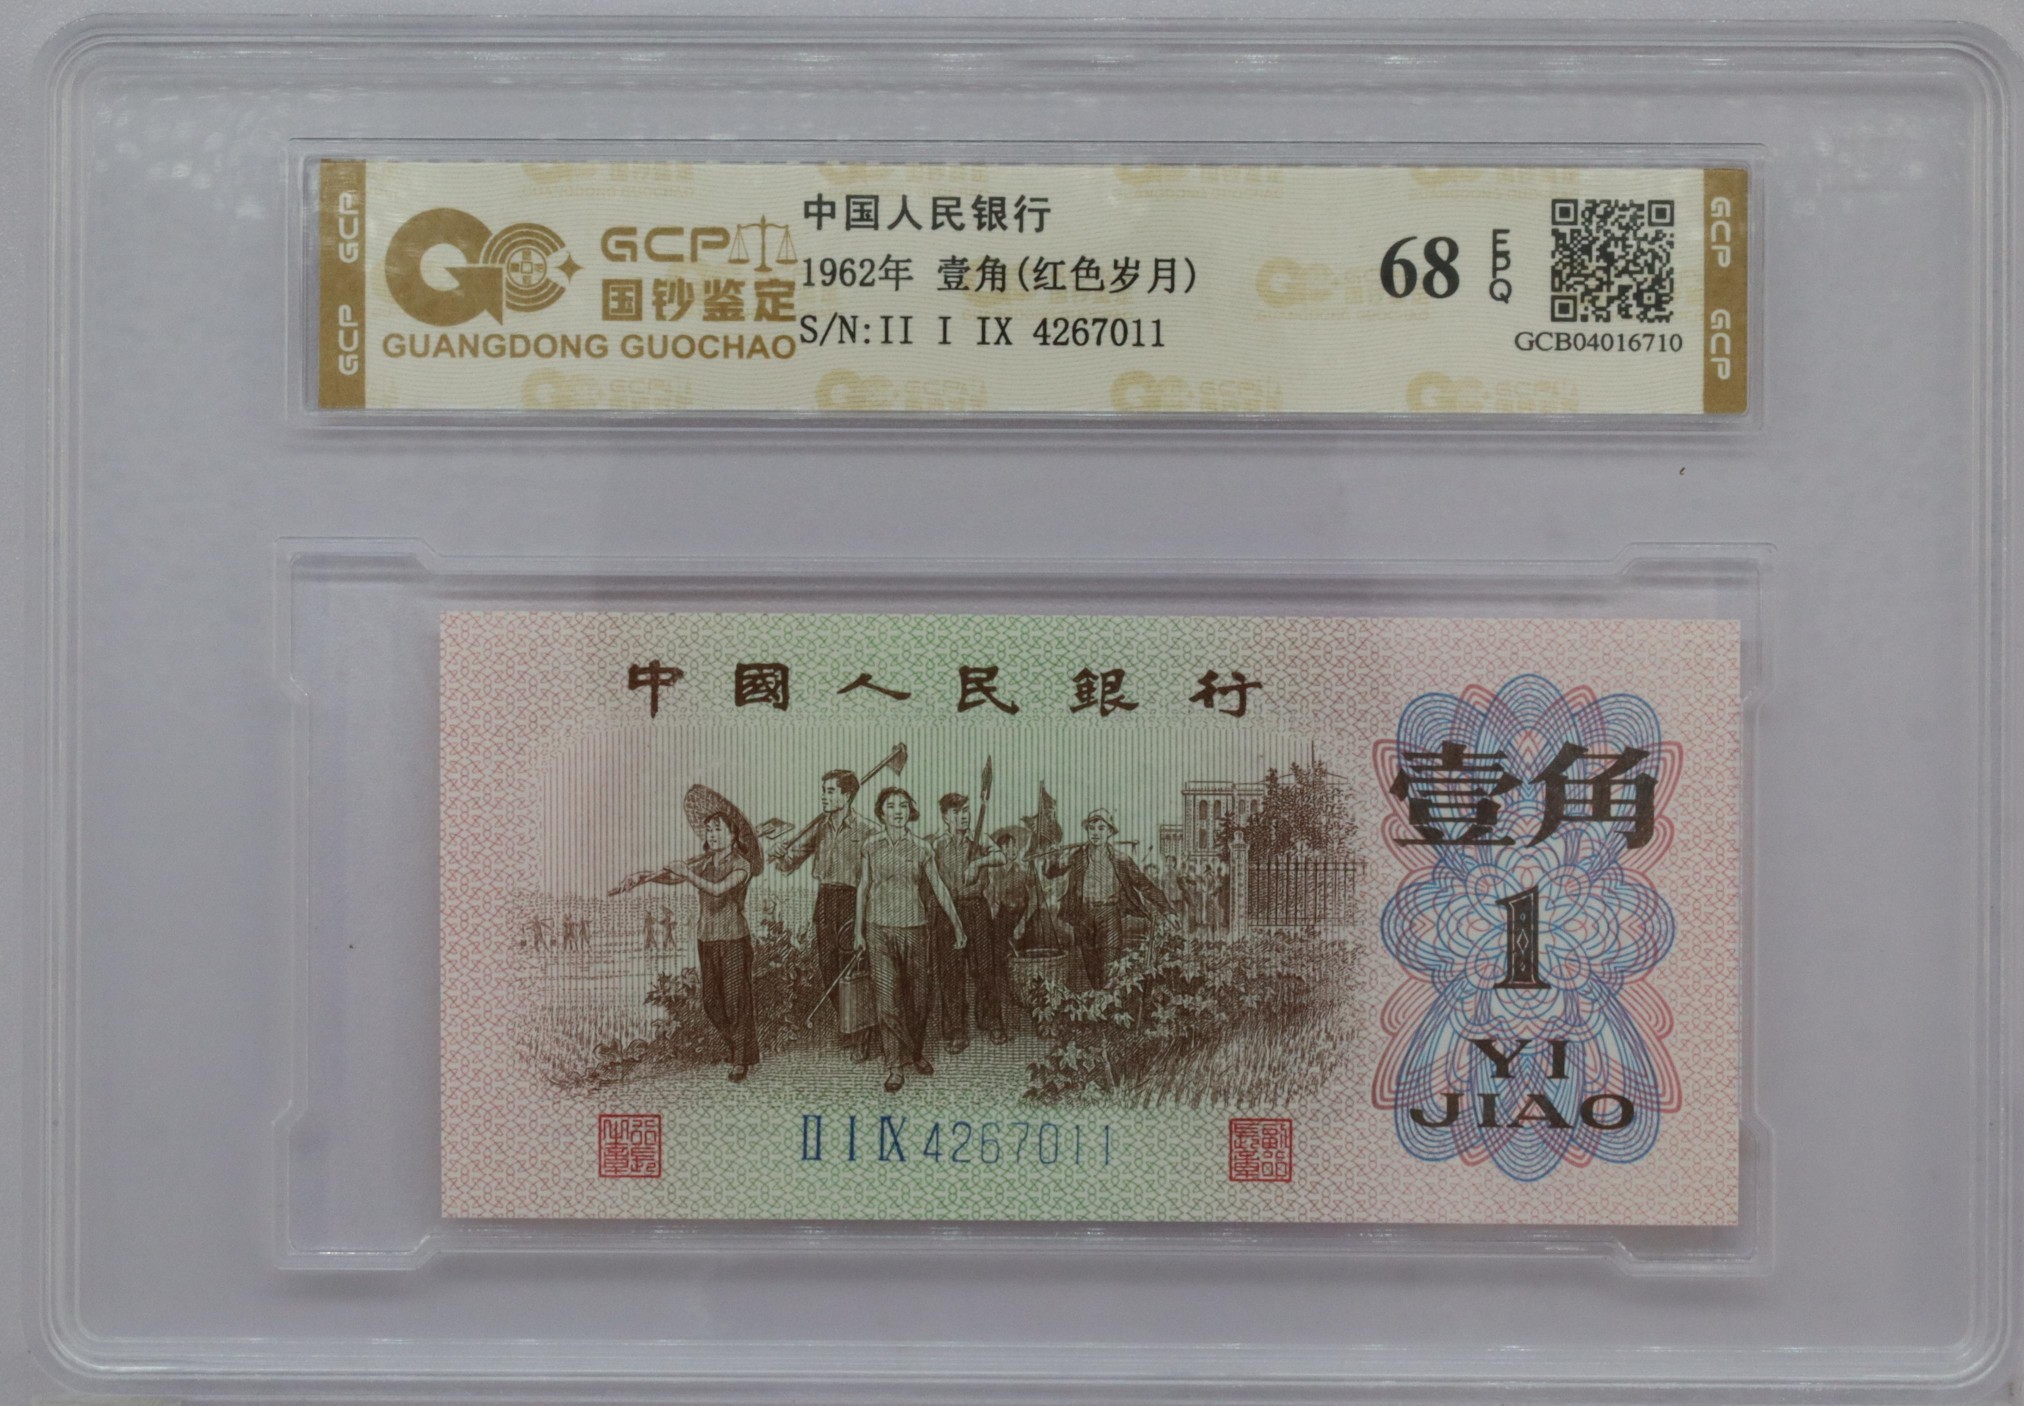 GCP
GCP
GCP
国钞鉴定
GUANGDONG GUOCHAO
中国人民银行
1962年 壹角(红色岁月)
S/N:II I IX 4267011
68 EPQ
GCB04016710
GCP
GCP
中國人民銀行
壹角
1
YI
JIAO
II I IX 4267011